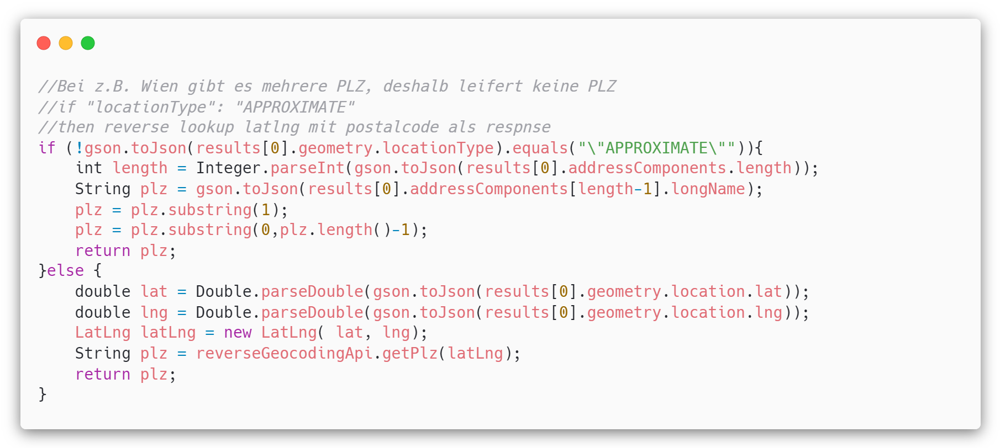 //Bei z.B. Wien gibt es mehrere PLZ, deshalb leifert keine PLZ
//if "locationType": "APPROXIMATE"
//then reverse lookup latlng mit postalcode als respnse
if (!gson.toJson(results[0].geometry.locationType).equals("\"APPROXIMATE\"")){
    int length = Integer.parseInt(gson.toJson(results[0].addressComponents.length));
    String plz = gson.toJson(results[0].addressComponents[length-1].longName);
    plz = plz.substring(1);
    plz = plz.substring(0,plz.length()-1);
    return plz;
}else {
    double lat = Double.parseDouble(gson.toJson(results[0].geometry.location.lat));
    double lng = Double.parseDouble(gson.toJson(results[0].geometry.location.lng));
    LatLng latLng = new LatLng( lat, lng);
    String plz = reverseGeocodingApi.getPlz(latLng);
    return plz;
}